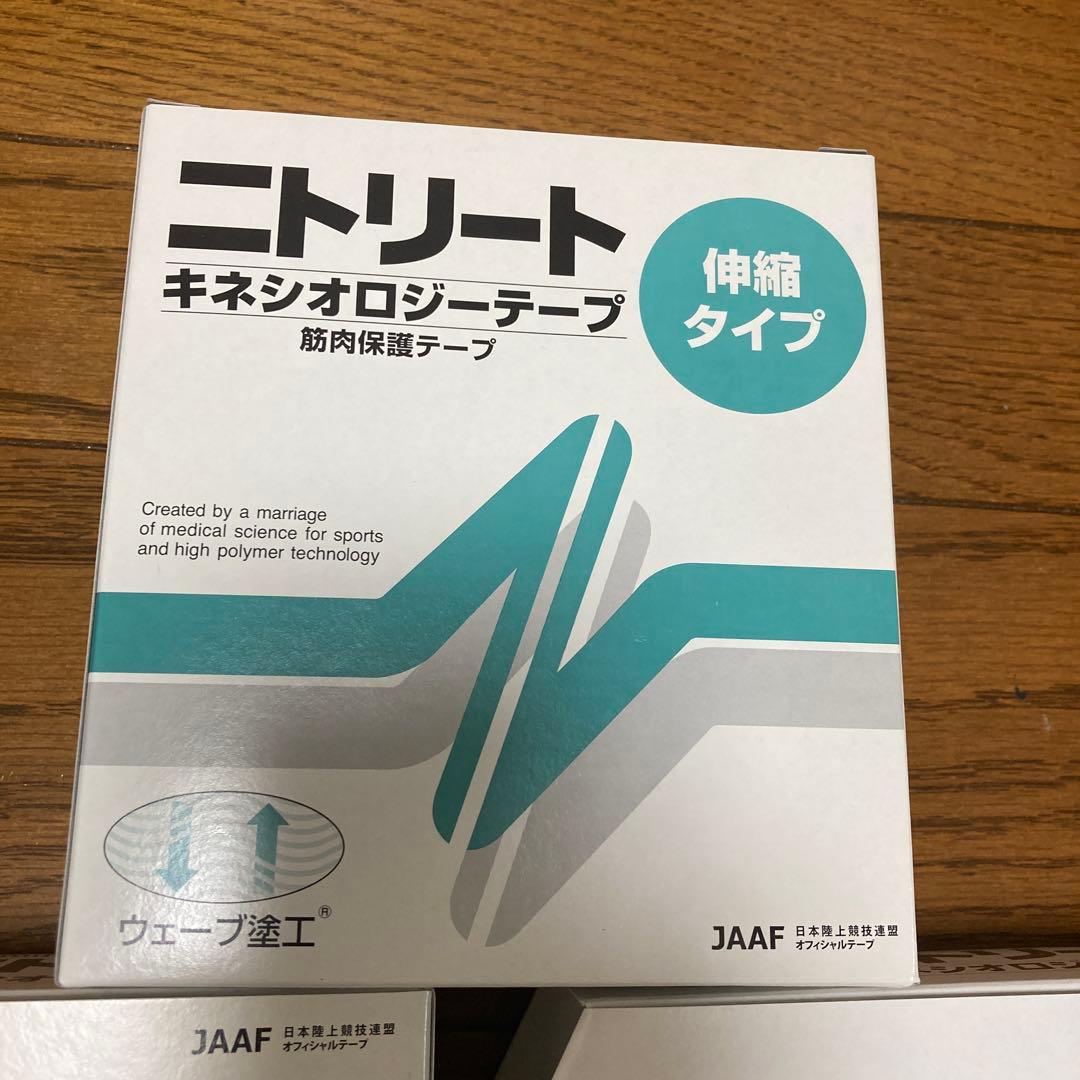 ニトリート
キネシオロジーテープ
筋肉保護テープ
伸縮
タイプ
Created by a marriage
of medical science for sports
and high polymer technology
ウェーブ塗工®
JAAF 日本陸上競技連盟
オフィシャルテープ
JAAF 日本陸上競技連盟
オフィシャルテープ